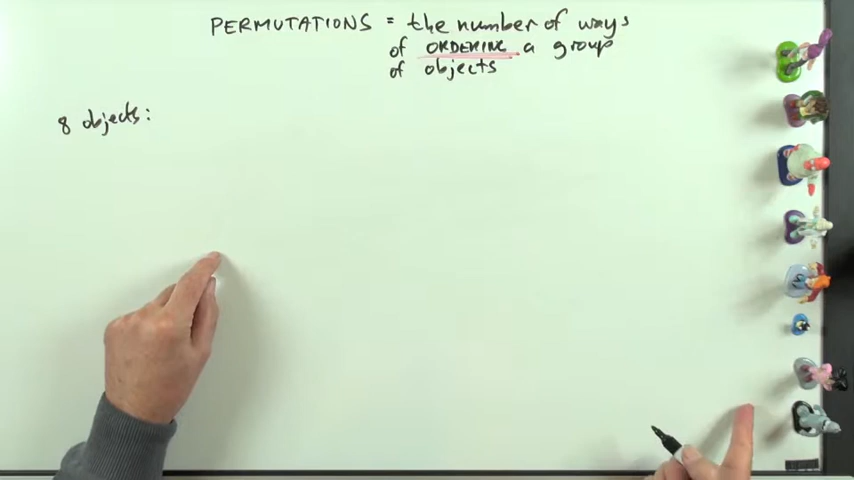 PERMUTATIONS = the number of ways
of ORDERING a group
of objects
8 objects: